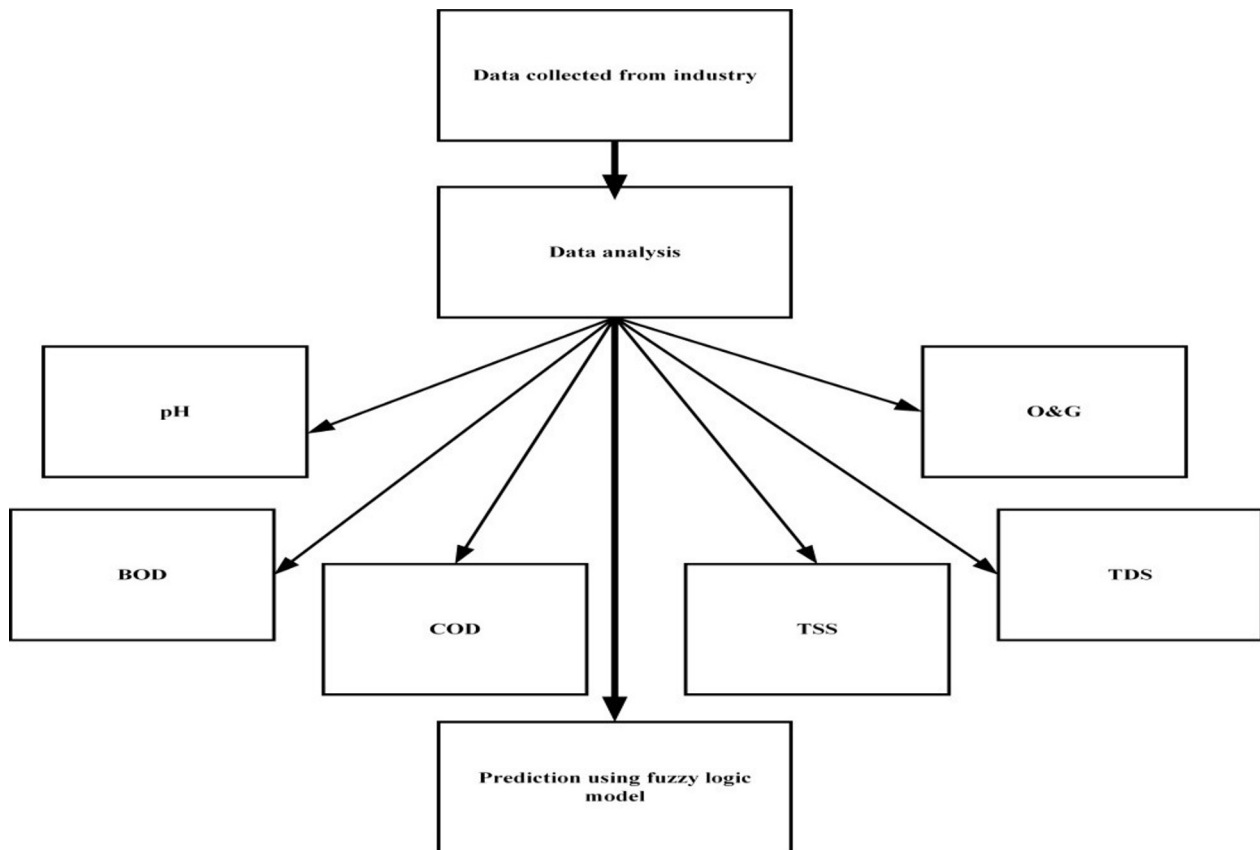 Data collected from industry
Data analysis
pH
O&G
BOD
TDS
COD
TSS
Prediction using fuzzy logic
model